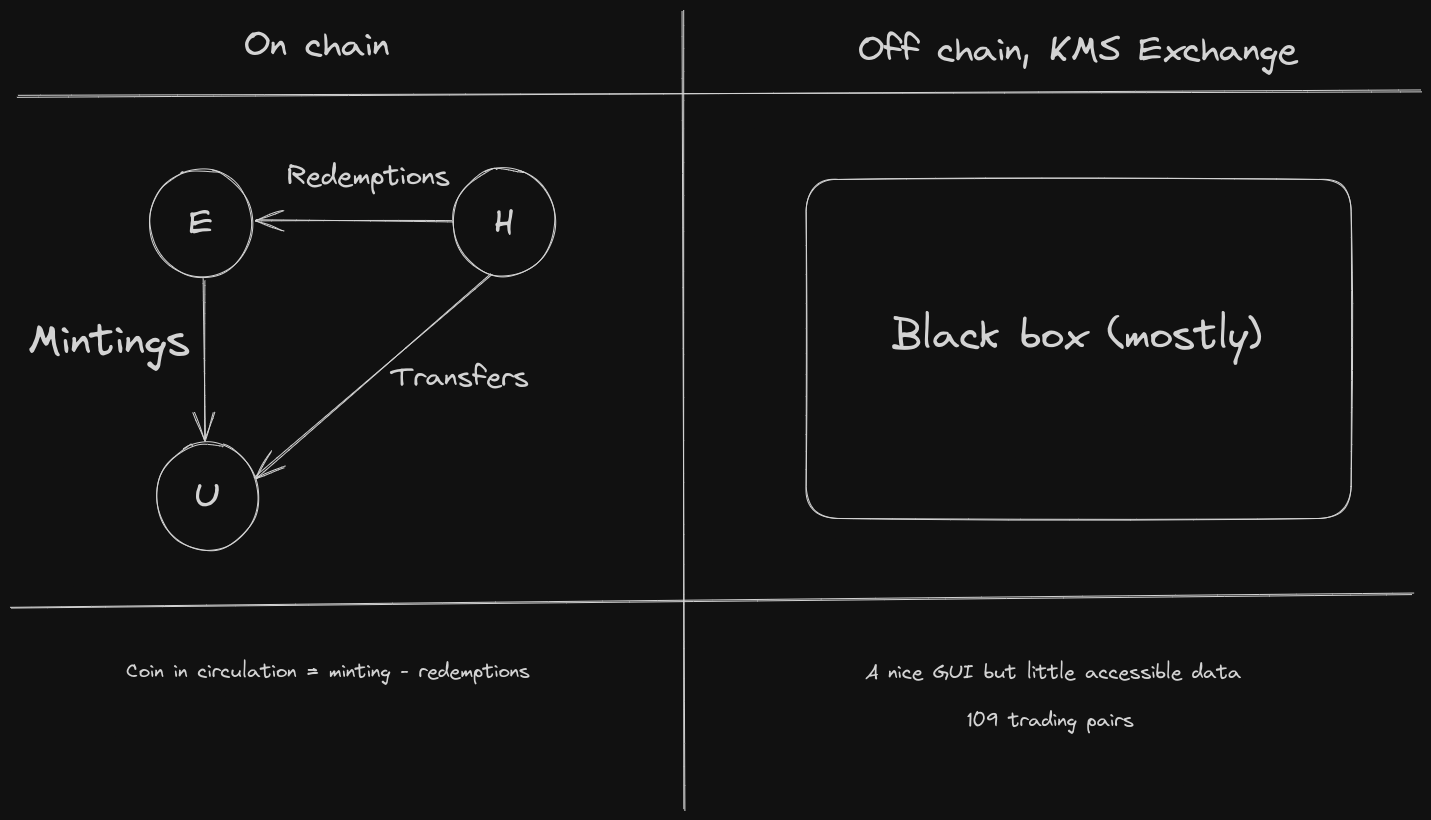 On chain
Off chain, KMS Exchange
Redemptions
E
H
Mintings
Transfers
U
Black box (mostly)
Coin in circulation = minting - redemptions
A nice GUI but little accessible data
109 trading pairs